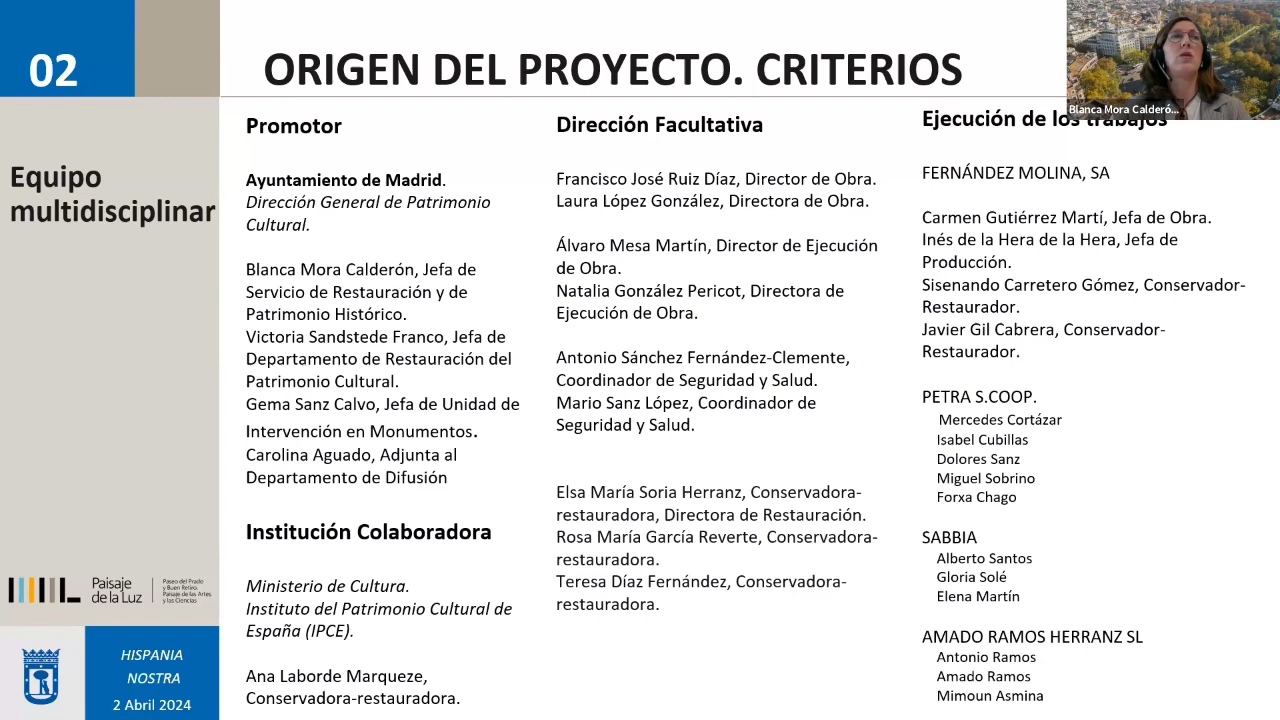 02
ORIGEN DEL PROYECTO. CRITERIOS
Equipo
multidisciplinar
Promotor
Ayuntamiento de Madrid.
Dirección General de Patrimonio
Cultural.
Blanca Mora Calderón, Jefa de
Servicio de Restauración y de
Patrimonio Histórico.
Victoria Sandstede Franco, Jefa de
Departamento de Restauración del
Patrimonio Cultural.
Gema Sanz Calvo, Jefa de Unidad de
Intervención en Monumentos.
Carolina Aguado, Adjunta al
Departamento de Difusión
Institución Colaboradora
Ministerio de Cultura.
Instituto del Patrimonio Cultural de
España (IPCE).
Ana Laborde Marqueze,
Conservadora-restauradora.
Dirección Facultativa
Francisco José Ruiz Díaz, Director de Obra.
Laura López González, Directora de Obra.
Álvaro Mesa Martín, Director de Ejecución
de Obra.
Natalia González Pericot, Directora de
Ejecución de Obra.
Antonio Sánchez Fernández-Clemente,
Coordinador de Seguridad y Salud.
Mario Sanz López, Coordinador de
Seguridad y Salud.
Elsa María Soria Herranz, Conservadora-
restauradora, Directora de Restauración.
Rosa María García Reverte, Conservadora-
restauradora.
Teresa Díaz Fernández, Conservadora-
restauradora.
Blanca Mora Calderó...
Ejecución de los trabajos
FERNÁNDEZ MOLINA, SA
Carmen Gutiérrez Martí, Jefa de Obra.
Inés de la Hera de la Hera, Jefa de
Producción.
Sisenando Carretero Gómez, Conservador-
Restaurador.
Javier Gil Cabrera, Conservador-
Restaurador.
PETRA S.COOP.
Mercedes Cortázar
Isabel Cubillas
Dolores Sanz
Miguel Sobrino
Forxa Chago
SABBIA
Alberto Santos
Gloria Solé
Elena Martín
AMADO RAMOS HERRANZ SL
Antonio Ramos
Amado Ramos
Mimoun Asmina
Paisaje
de la Luz
Paseo del Prado
y Buen Retiro.
Paisaje de las Artes
y las Ciencias
HISPANIA
NOSTRA
2 Abril 2024